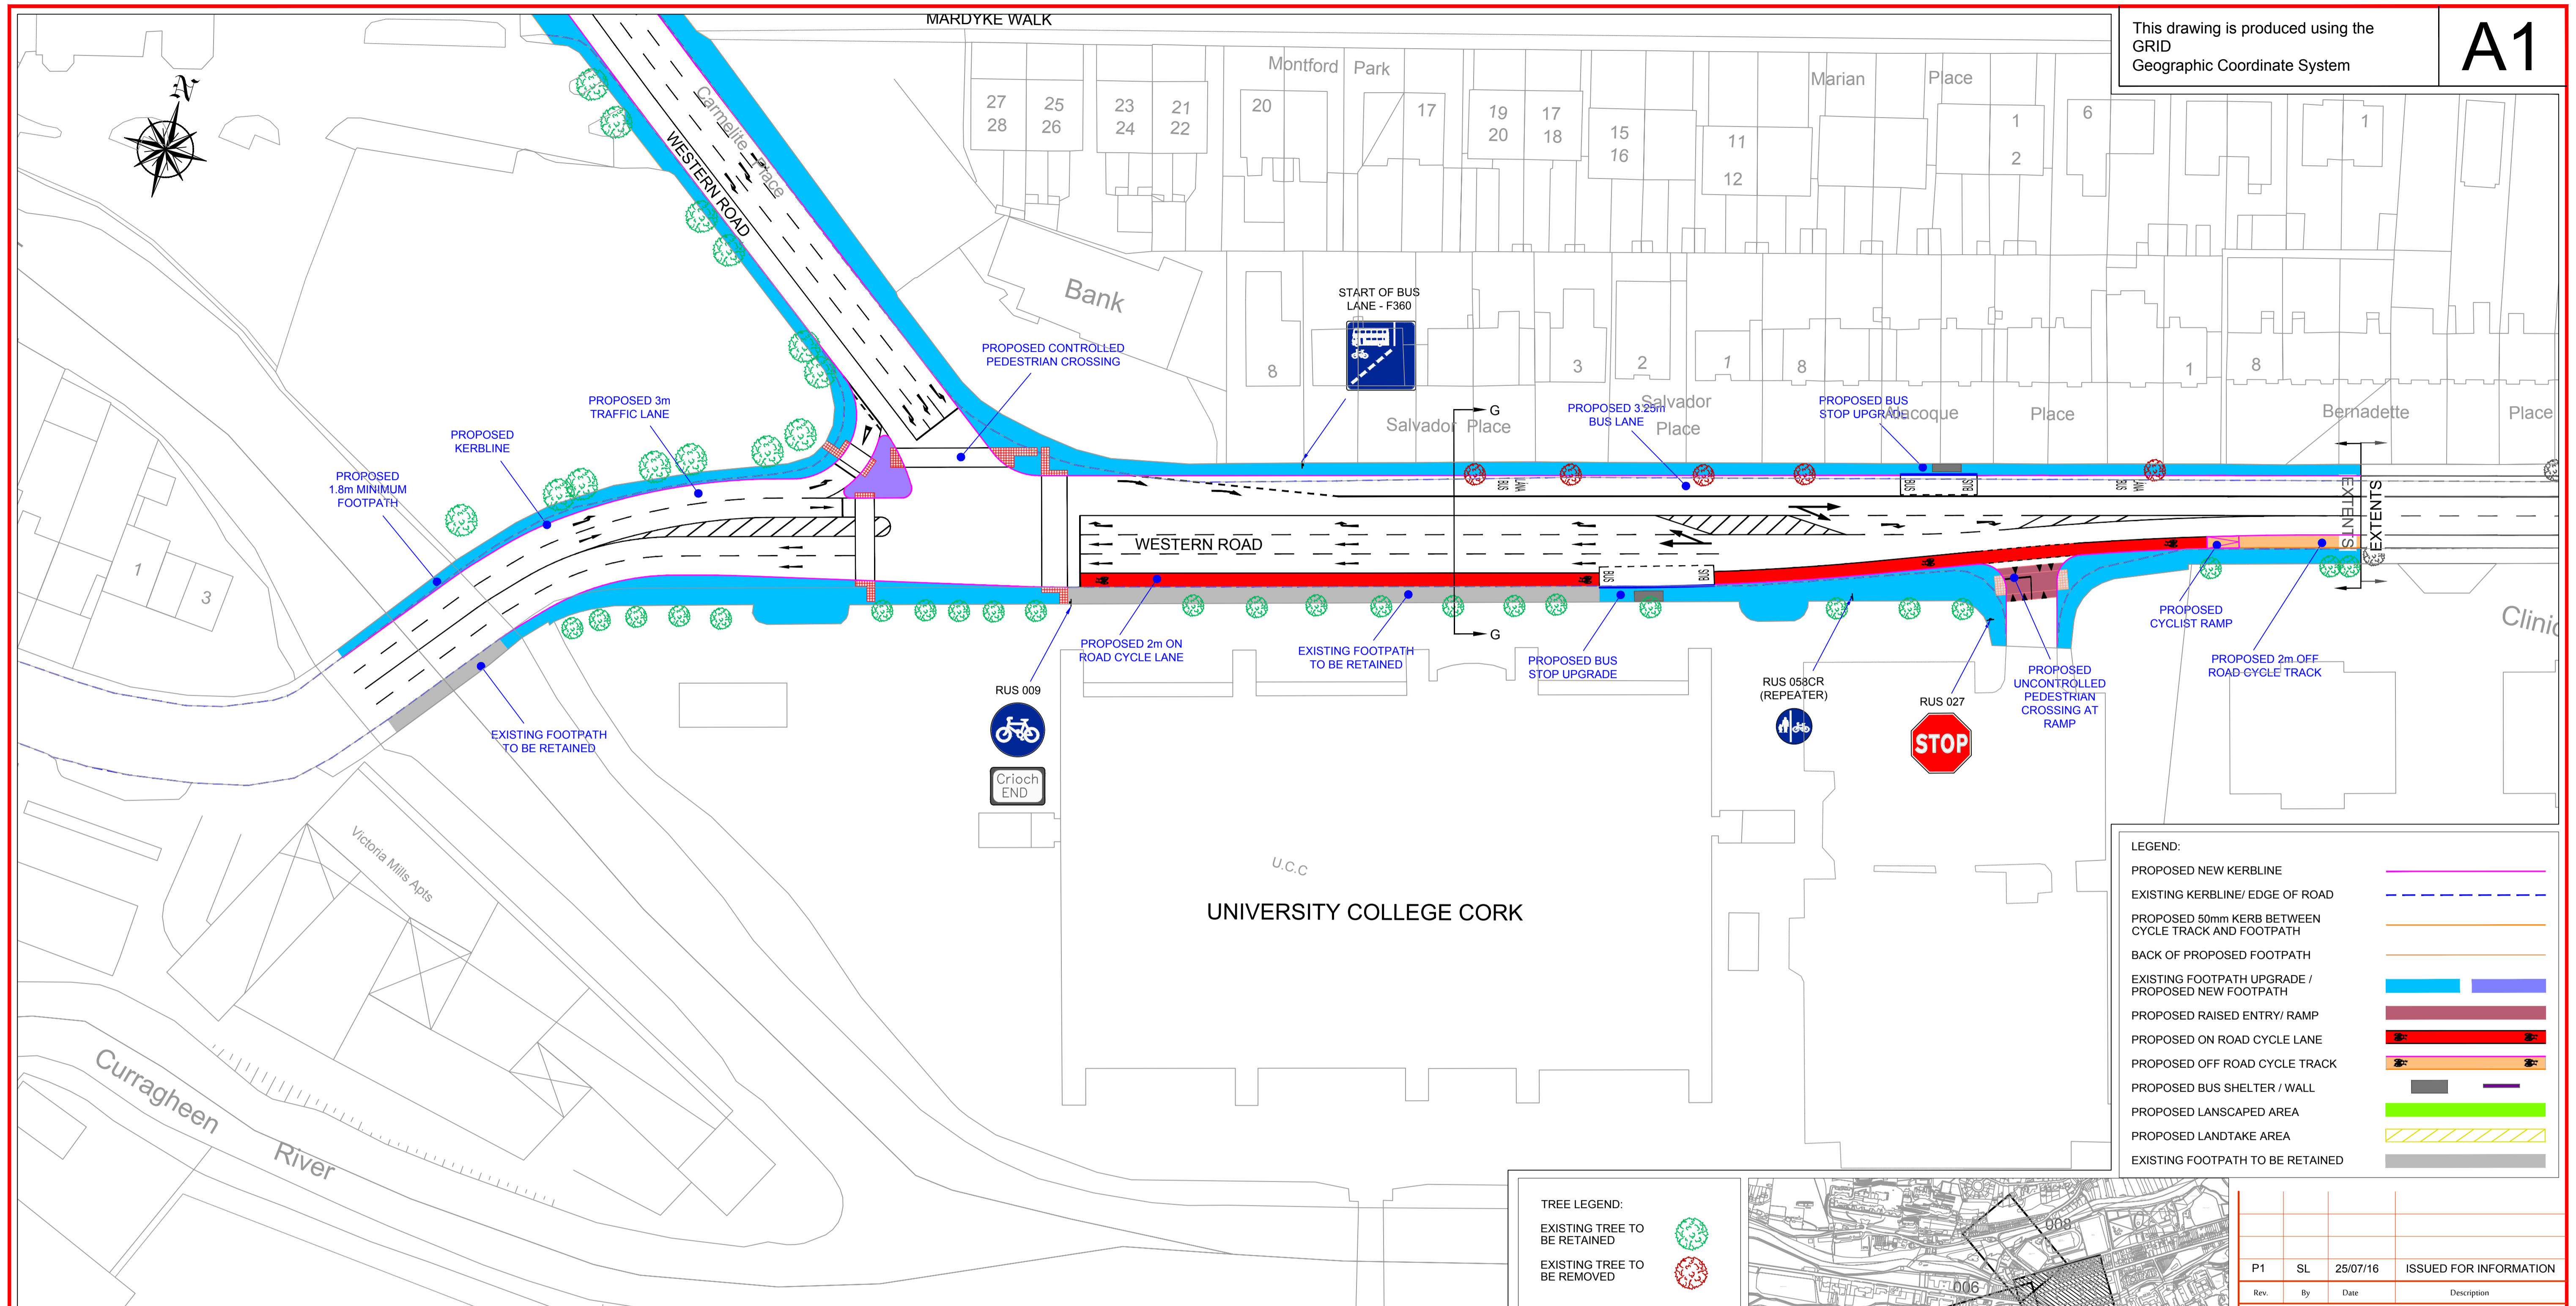 MARDYKE WALK
This drawing is produced using the
GRID
Geographic Coordinate System
A1
N
Carmelite Place
WESTERN ROAD
27
28
25
26
23
24
21
22
Montford Park
20
17
19
20
17
18
15
16
11
12
Marian Place
1
2
6
1
Bank
START OF BUS
LANE - F360
8
3
2
1
8
1
8
Salvador Place
Salvador
Place
Alacoque Place
Bernadette Place
PROPOSED CONTROLLED
PEDESTRIAN CROSSING
PROPOSED 3m
TRAFFIC LANE
PROPOSED
KERBLINE
PROPOSED
1.8m MINIMUM
FOOTPATH
PROPOSED 3.25m
BUS LANE
PROPOSED BUS
STOP UPGRADE
G
LÁNA
BUS
BUS
BUS
LÁNA
BUS
EXTENTS
EXTENTS
WESTERN ROAD
BUS
BUS
1
3
G
EXISTING FOOTPATH
TO BE RETAINED
PROPOSED 2m ON
ROAD CYCLE LANE
EXISTING FOOTPATH
TO BE RETAINED
PROPOSED BUS
STOP UPGRADE
PROPOSED
UNCONTROLLED
PEDESTRIAN
CROSSING AT
RAMP
PROPOSED
CYCLIST RAMP
PROPOSED 2m OFF
ROAD CYCLE TRACK
Clinic
RUS 009
Crioch
END
RUS 058CR
(REPEATER)
RUS 027
STOP
Victoria Mills Apts
U.C.C
UNIVERSITY COLLEGE CORK
Curragheen
River
LEGEND:
PROPOSED NEW KERBLINE
EXISTING KERBLINE/ EDGE OF ROAD
PROPOSED 50mm KERB BETWEEN
CYCLE TRACK AND FOOTPATH
BACK OF PROPOSED FOOTPATH
EXISTING FOOTPATH UPGRADE /
PROPOSED NEW FOOTPATH
PROPOSED RAISED ENTRY/ RAMP
PROPOSED ON ROAD CYCLE LANE
PROPOSED OFF ROAD CYCLE TRACK
PROPOSED BUS SHELTER / WALL
PROPOSED LANSCAPED AREA
PROPOSED LANDTAKE AREA
EXISTING FOOTPATH TO BE RETAINED
TREE LEGEND:
EXISTING TREE TO
BE RETAINED
EXISTING TREE TO
BE REMOVED
008
006
P1 SL 25/07/16 ISSUED FOR INFORMATION
Rev. By Date Description